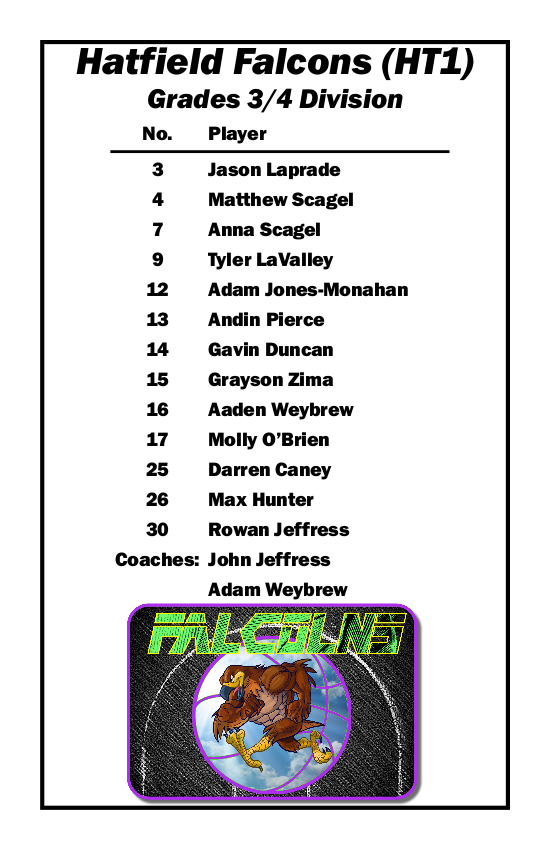 Hatfield Falcons (HT1)
Grades 3/4 Division
No. Player
3 Jason Laprade
4 Matthew Scagel
7 Anna Scagel
9 Tyler LaValley
12 Adam Jones-Monahan
13 Andin Pierce
14 Gavin Duncan
15 Grayson Zima
16 Aaden Weybrew
17 Molly O’Brien
25 Darren Caney
26 Max Hunter
30 Rowan Jeffress
Coaches: John Jeffress
Adam Weybrew
FALCOLNS